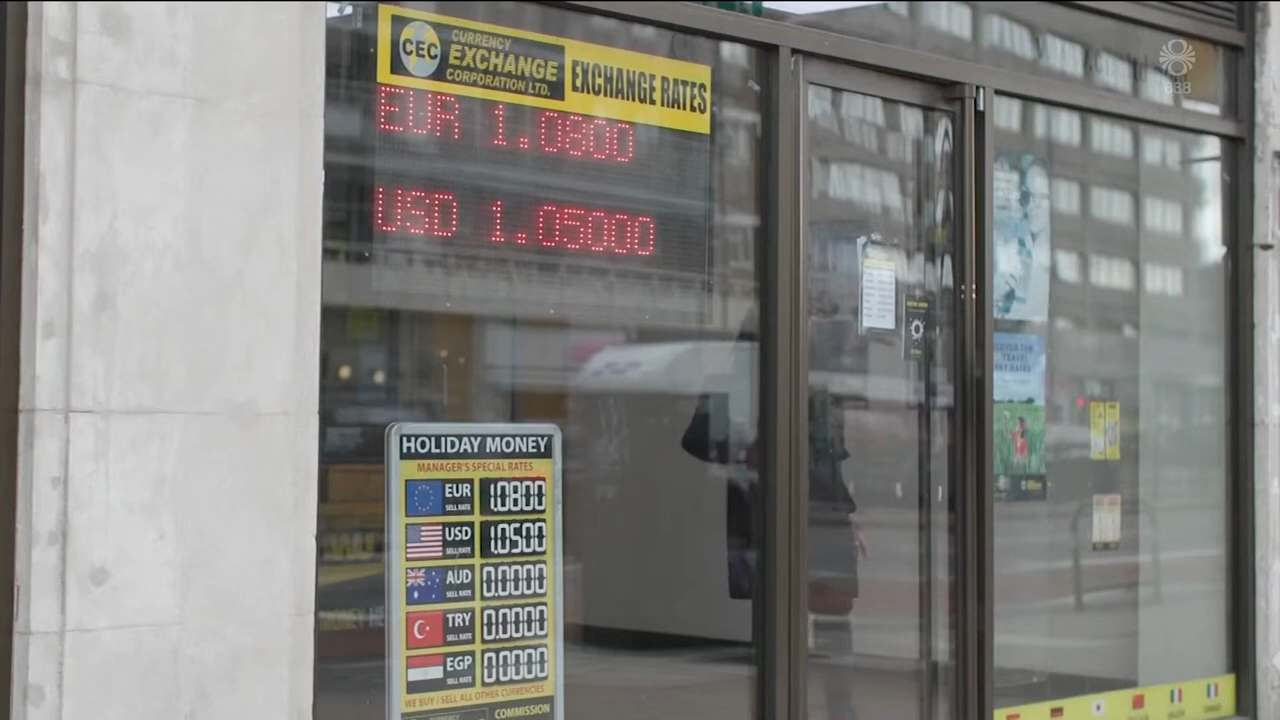 CEC CURRENCY EXCHANGE CORPORATION LTD.
EXCHANGE RATES
EUR 1.0800
USD 1.05000
888
HOLIDAY MONEY
MANAGER'S SPECIAL RATES
EUR SELL RATE 1.0800
USD SELL RATE 1.0500
AUD SELL RATE 0.0000
TRY SELL RATE 0.0000
EGP SELL RATE 0.0000
WE BUY / SELL ALL OTHER CURRENCIES
COMMISSION